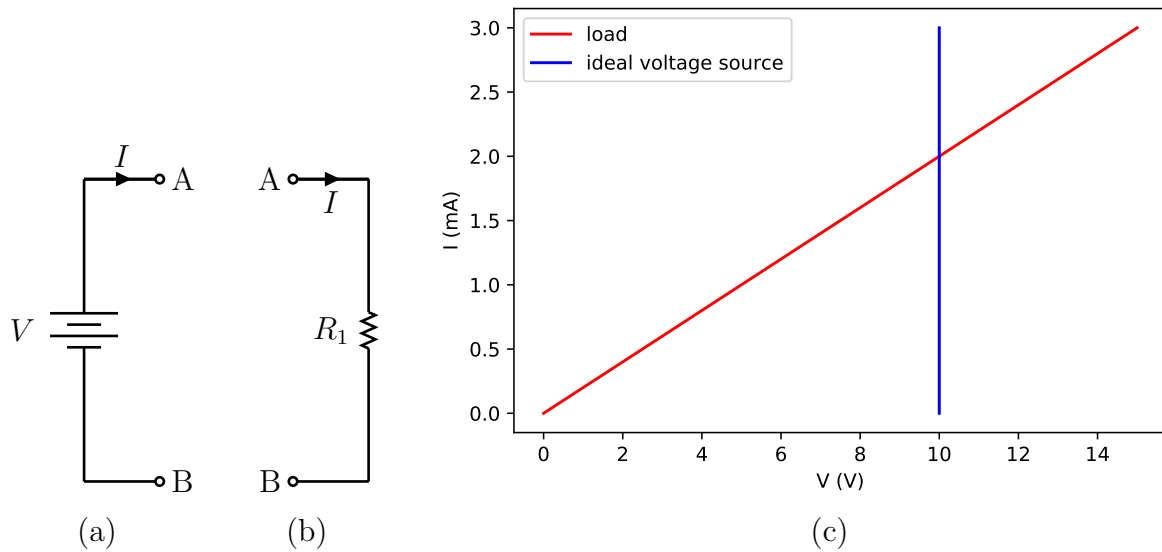 I
A
V
B
(a)
A
I
R₁
B
(b)
load
ideal voltage source
I (mA)
3.0
2.5
2.0
1.5
1.0
0.5
0.0
0 2 4 6 8 10 12 14
V (V)
(c)